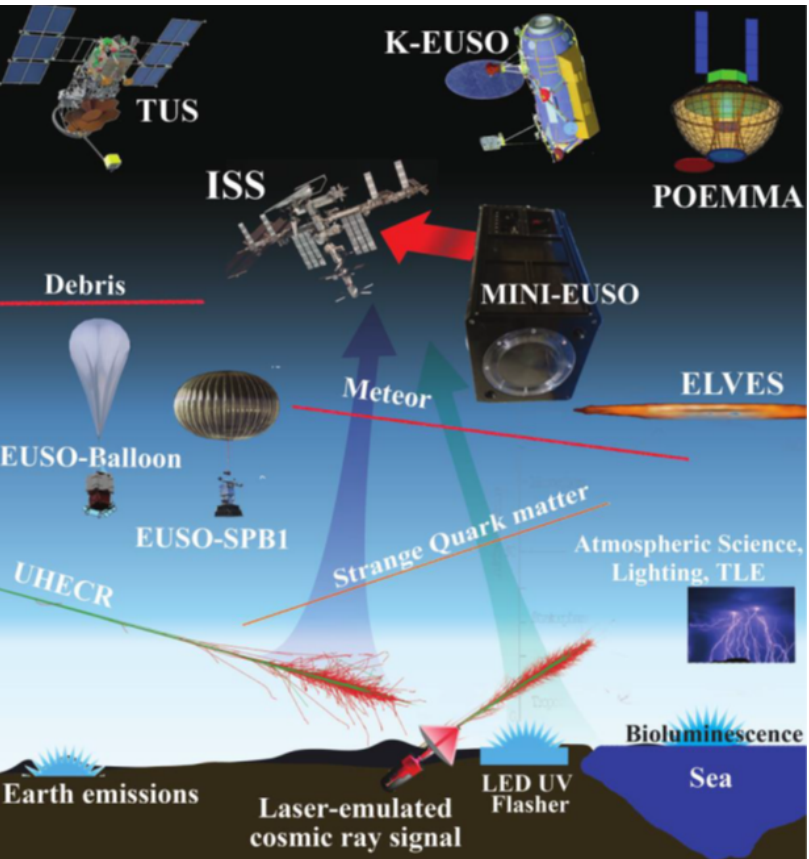 K-EUSO
TUS
ISS
POEMMA
Debris
MINI-EUSO
Meteor
ELVES
EUSO-Balloon
EUSO-SPB1
Strange Quark matter
Atmospheric Science,
Lighting, TLE
UHECR
Bioluminescence
Earth emissions
Laser-emulated
cosmic ray signal
LED UV
Flasher
Sea